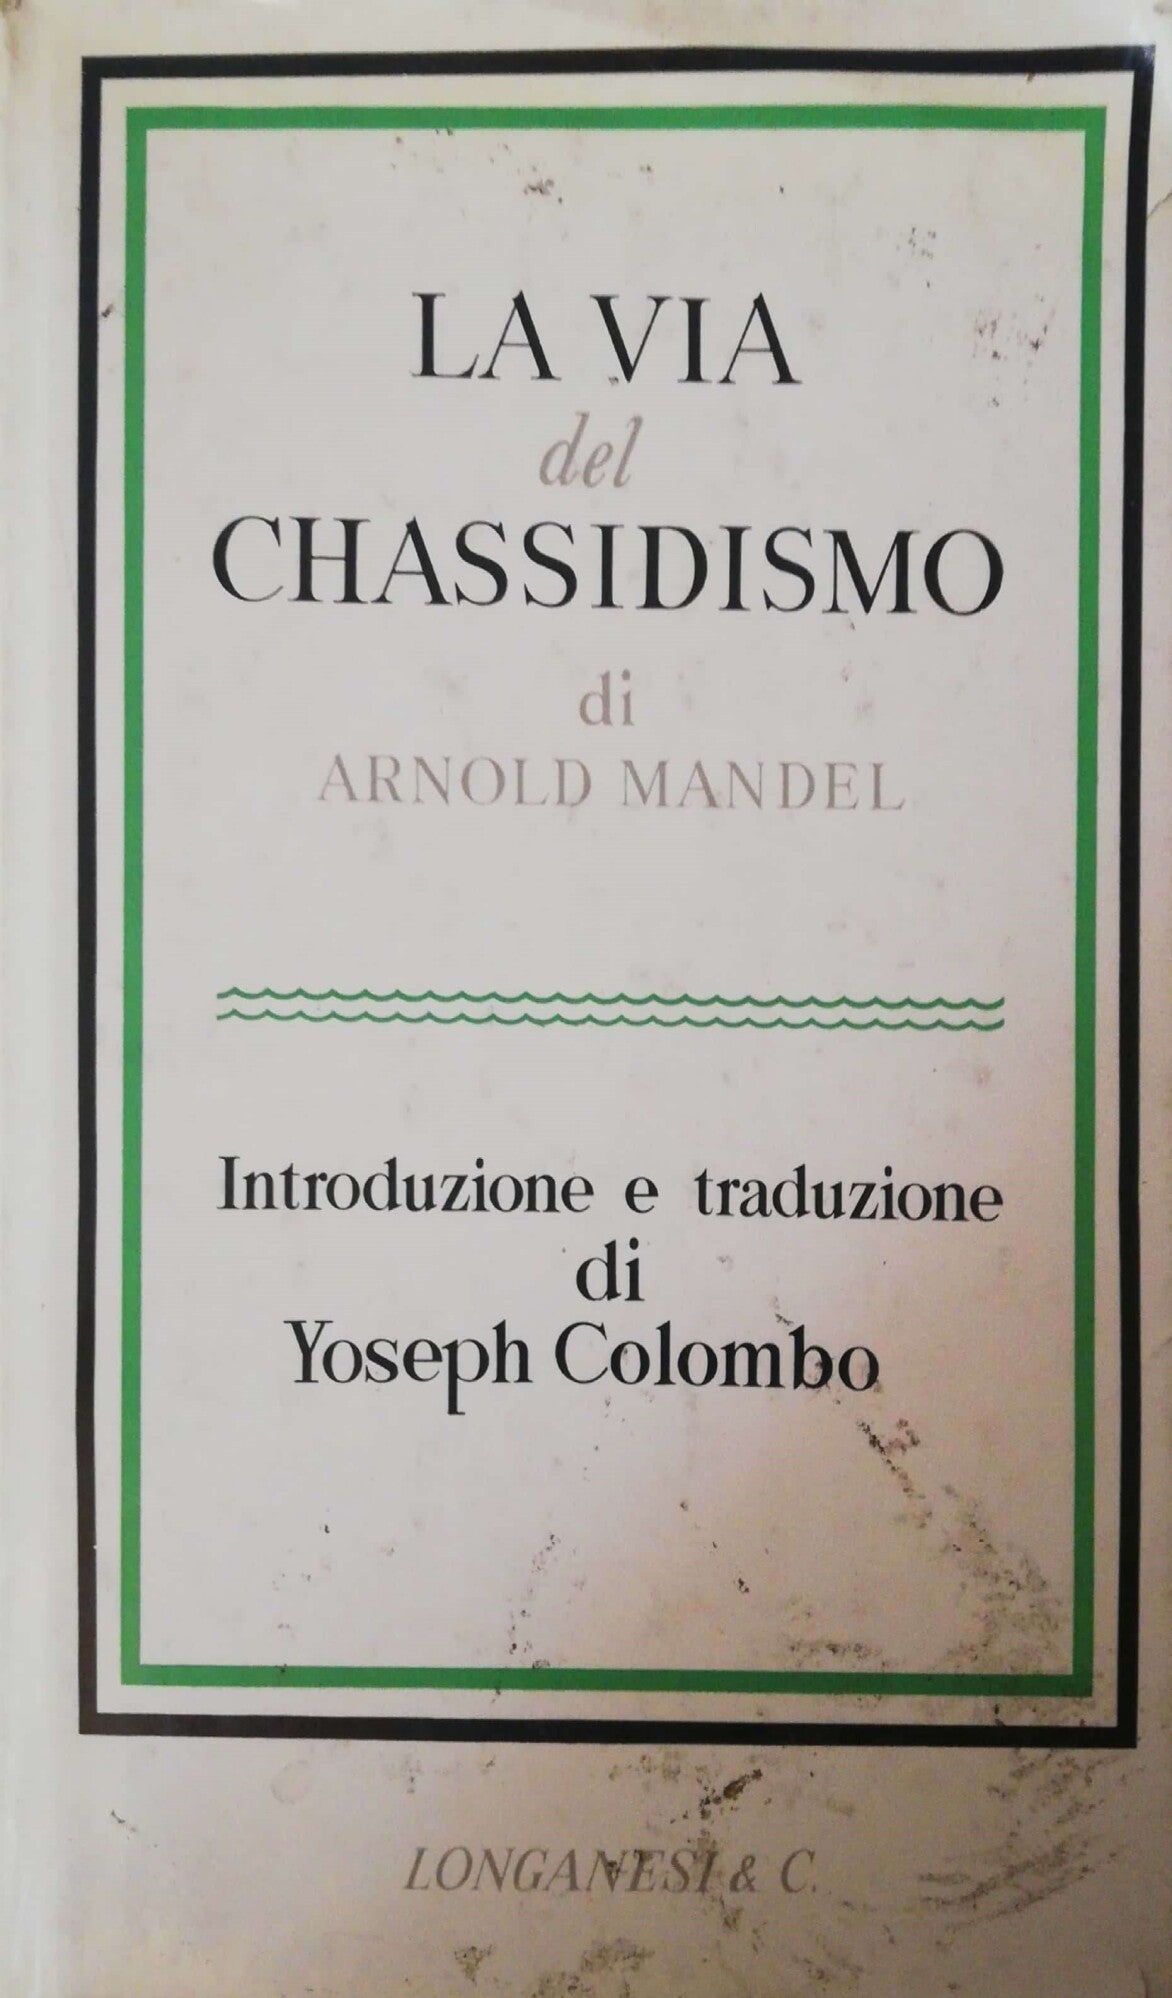 LA VIA
del
CHASSIDISMO
di
ARNOLD MANDEL
Introduzione e traduzione
di
Yoseph Colombo
LONGANESI & C.